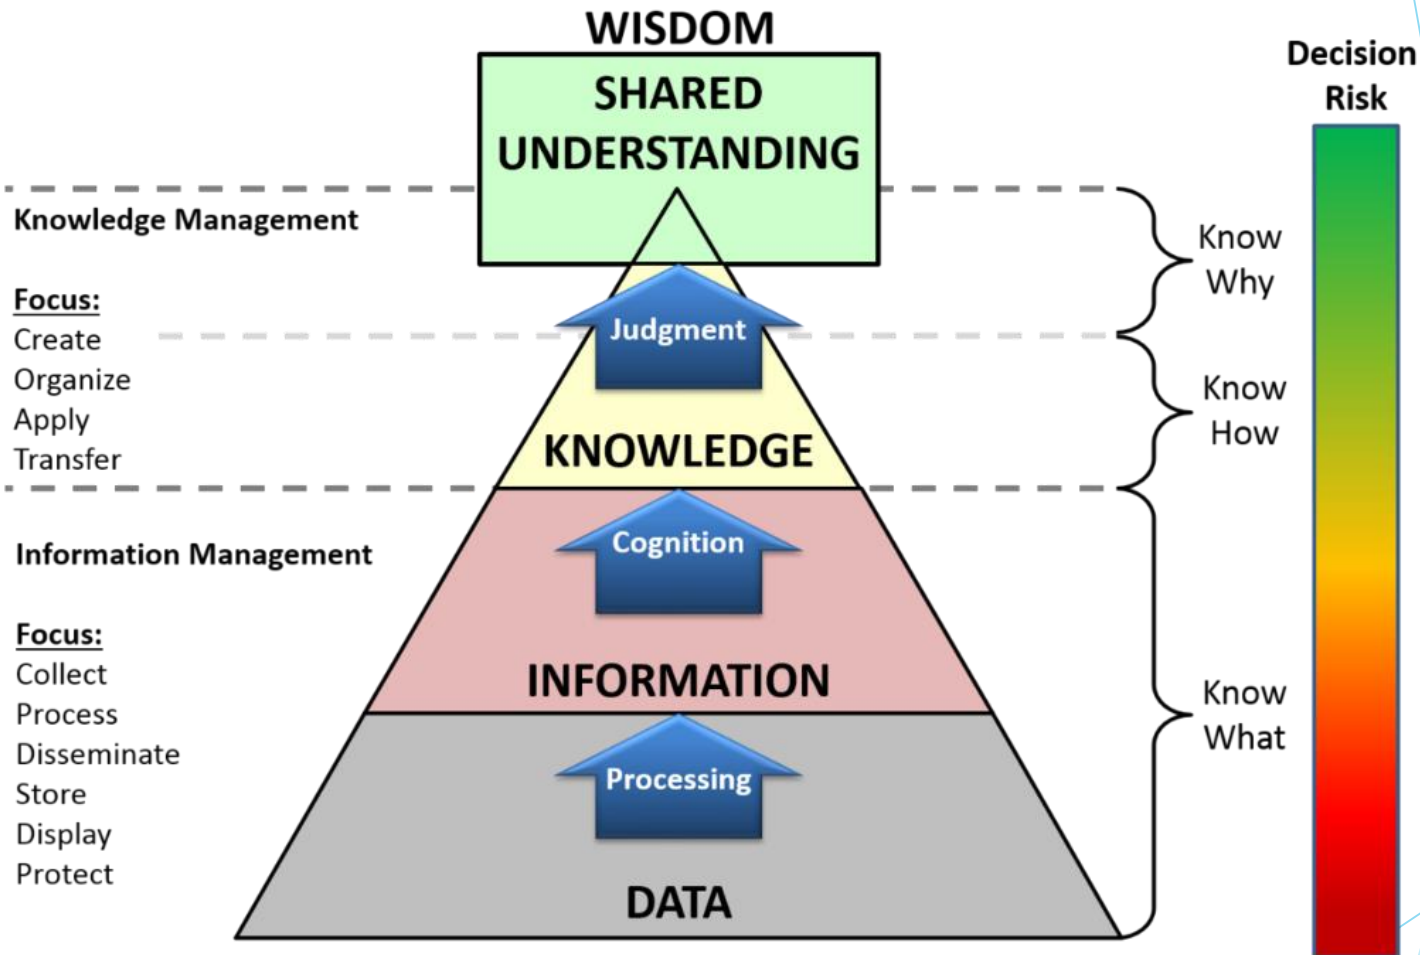 WISDOM
SHARED
UNDERSTANDING
Decision
Risk
Knowledge Management
Focus:
Create
Organize
Apply
Transfer
Judgment
KNOWLEDGE
Know
Why
Know
How
Information Management
Focus:
Collect
Process
Disseminate
Store
Display
Protect
Cognition
INFORMATION
Processing
DATA
Know
What